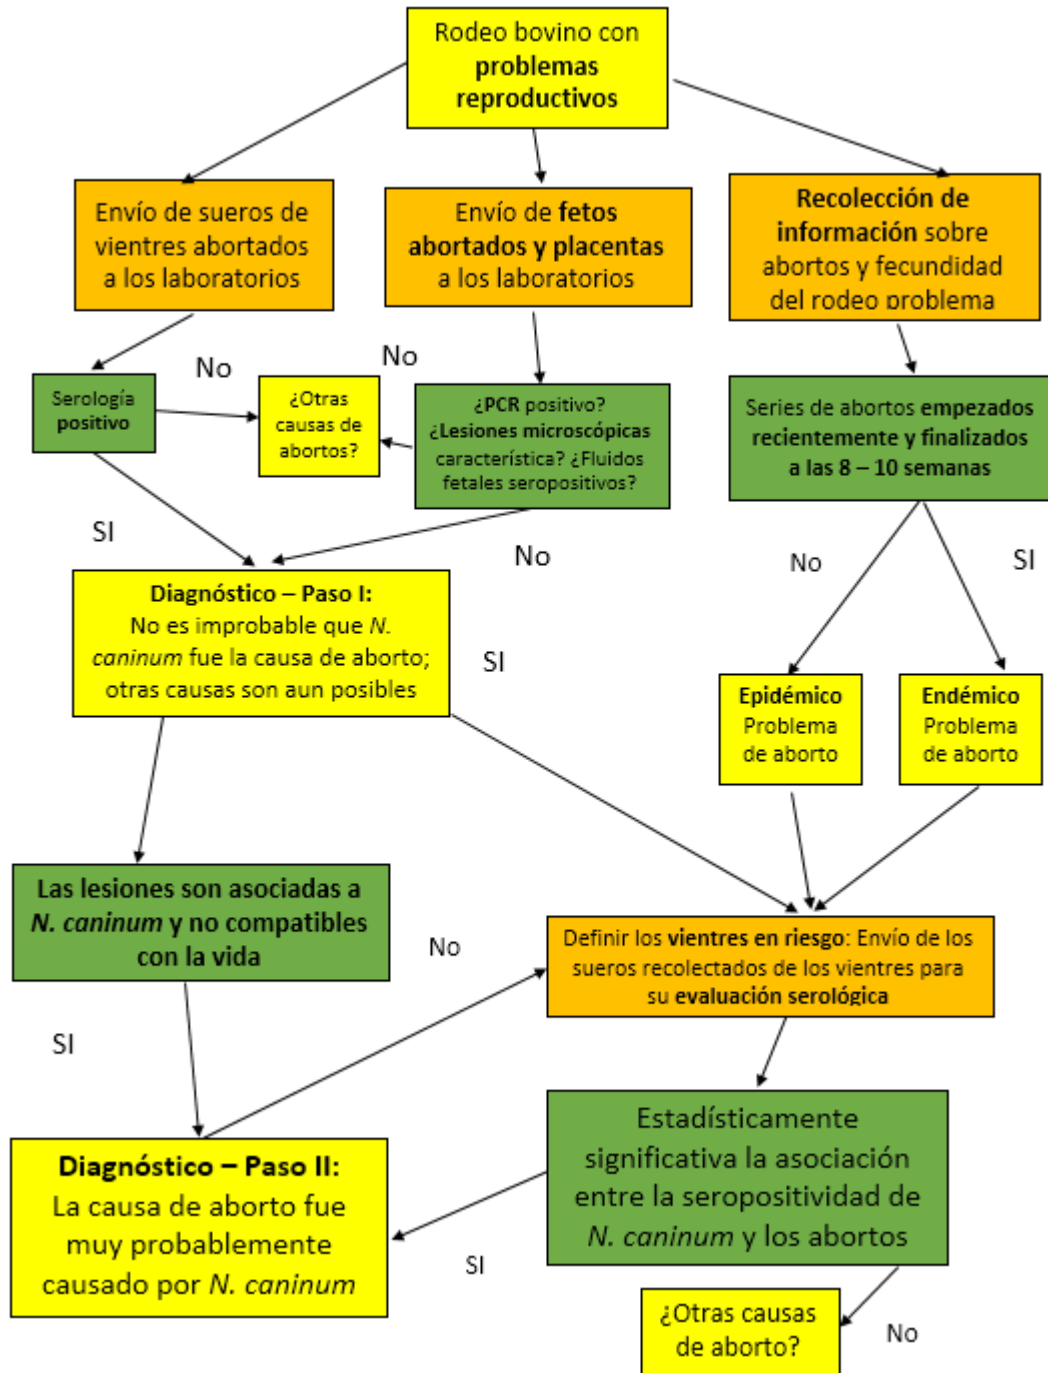 Rodeo bovino con
problemas
reproductivos
Envío de sueros de
vientres abortados
a los laboratorios
Envío de fetos
abortados y placentas
a los laboratorios
Recolección de
información sobre
abortos y fecundidad
del rodeo problema
No
No
Serología
positivo
¿Otras
causas de
abortos?
¿PCR positivo?
¿Lesiones microscópicas
característica? ¿Fluidos
fetales seropositivos?
Series de abortos empezados
recientemente y finalizados
a las 8 – 10 semanas
SI
No
No
SI
Diagnóstico – Paso I:
No es improbable que N.
caninum fue la causa de aborto;
otras causas son aun posibles
SI
Epidémico
Problema
de aborto
Endémico
Problema
de aborto
Las lesiones son asociadas a
N. caninum y no compatibles
con la vida
No
Definir los vientres en riesgo: Envío de los
sueros recolectados de los vientres para
su evaluación serológica
SI
Diagnóstico – Paso II:
La causa de aborto fue
muy probablemente
causado por N. caninum
Estadísticamente
significativa la asociación
entre la seropositividad de
N. caninum y los abortos
SI
¿Otras causas
de aborto?
No